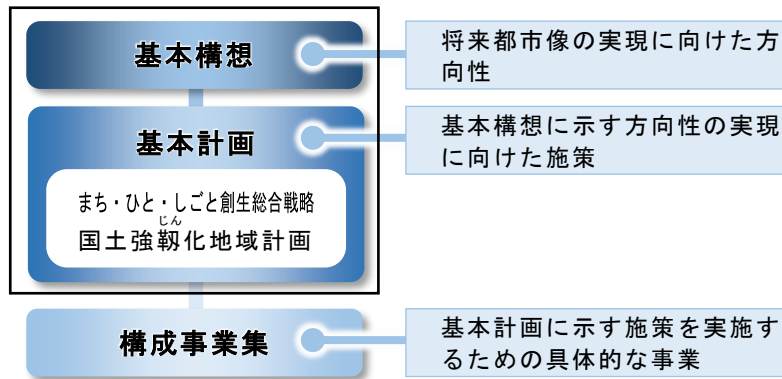 基本構想
将来都市像の実現に向けた方
向性
基本計画
基本構想に示す方向性の実現
に向けた施策
まち・ひと・しごと創生総合戦略
じん
国土強靱化地域計画
構成事業集
基本計画に示す施策を実施す
るための具体的な事業